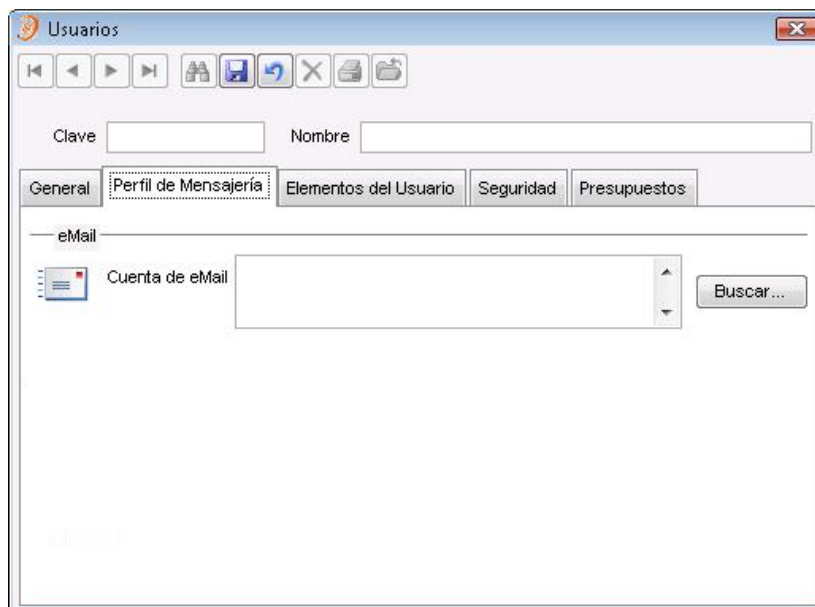 Usuarios
Clave Nombre
General Perfil de Mensajería Elementos del Usuario Seguridad Presupuestos
eMail
Cuenta de eMail Buscar...